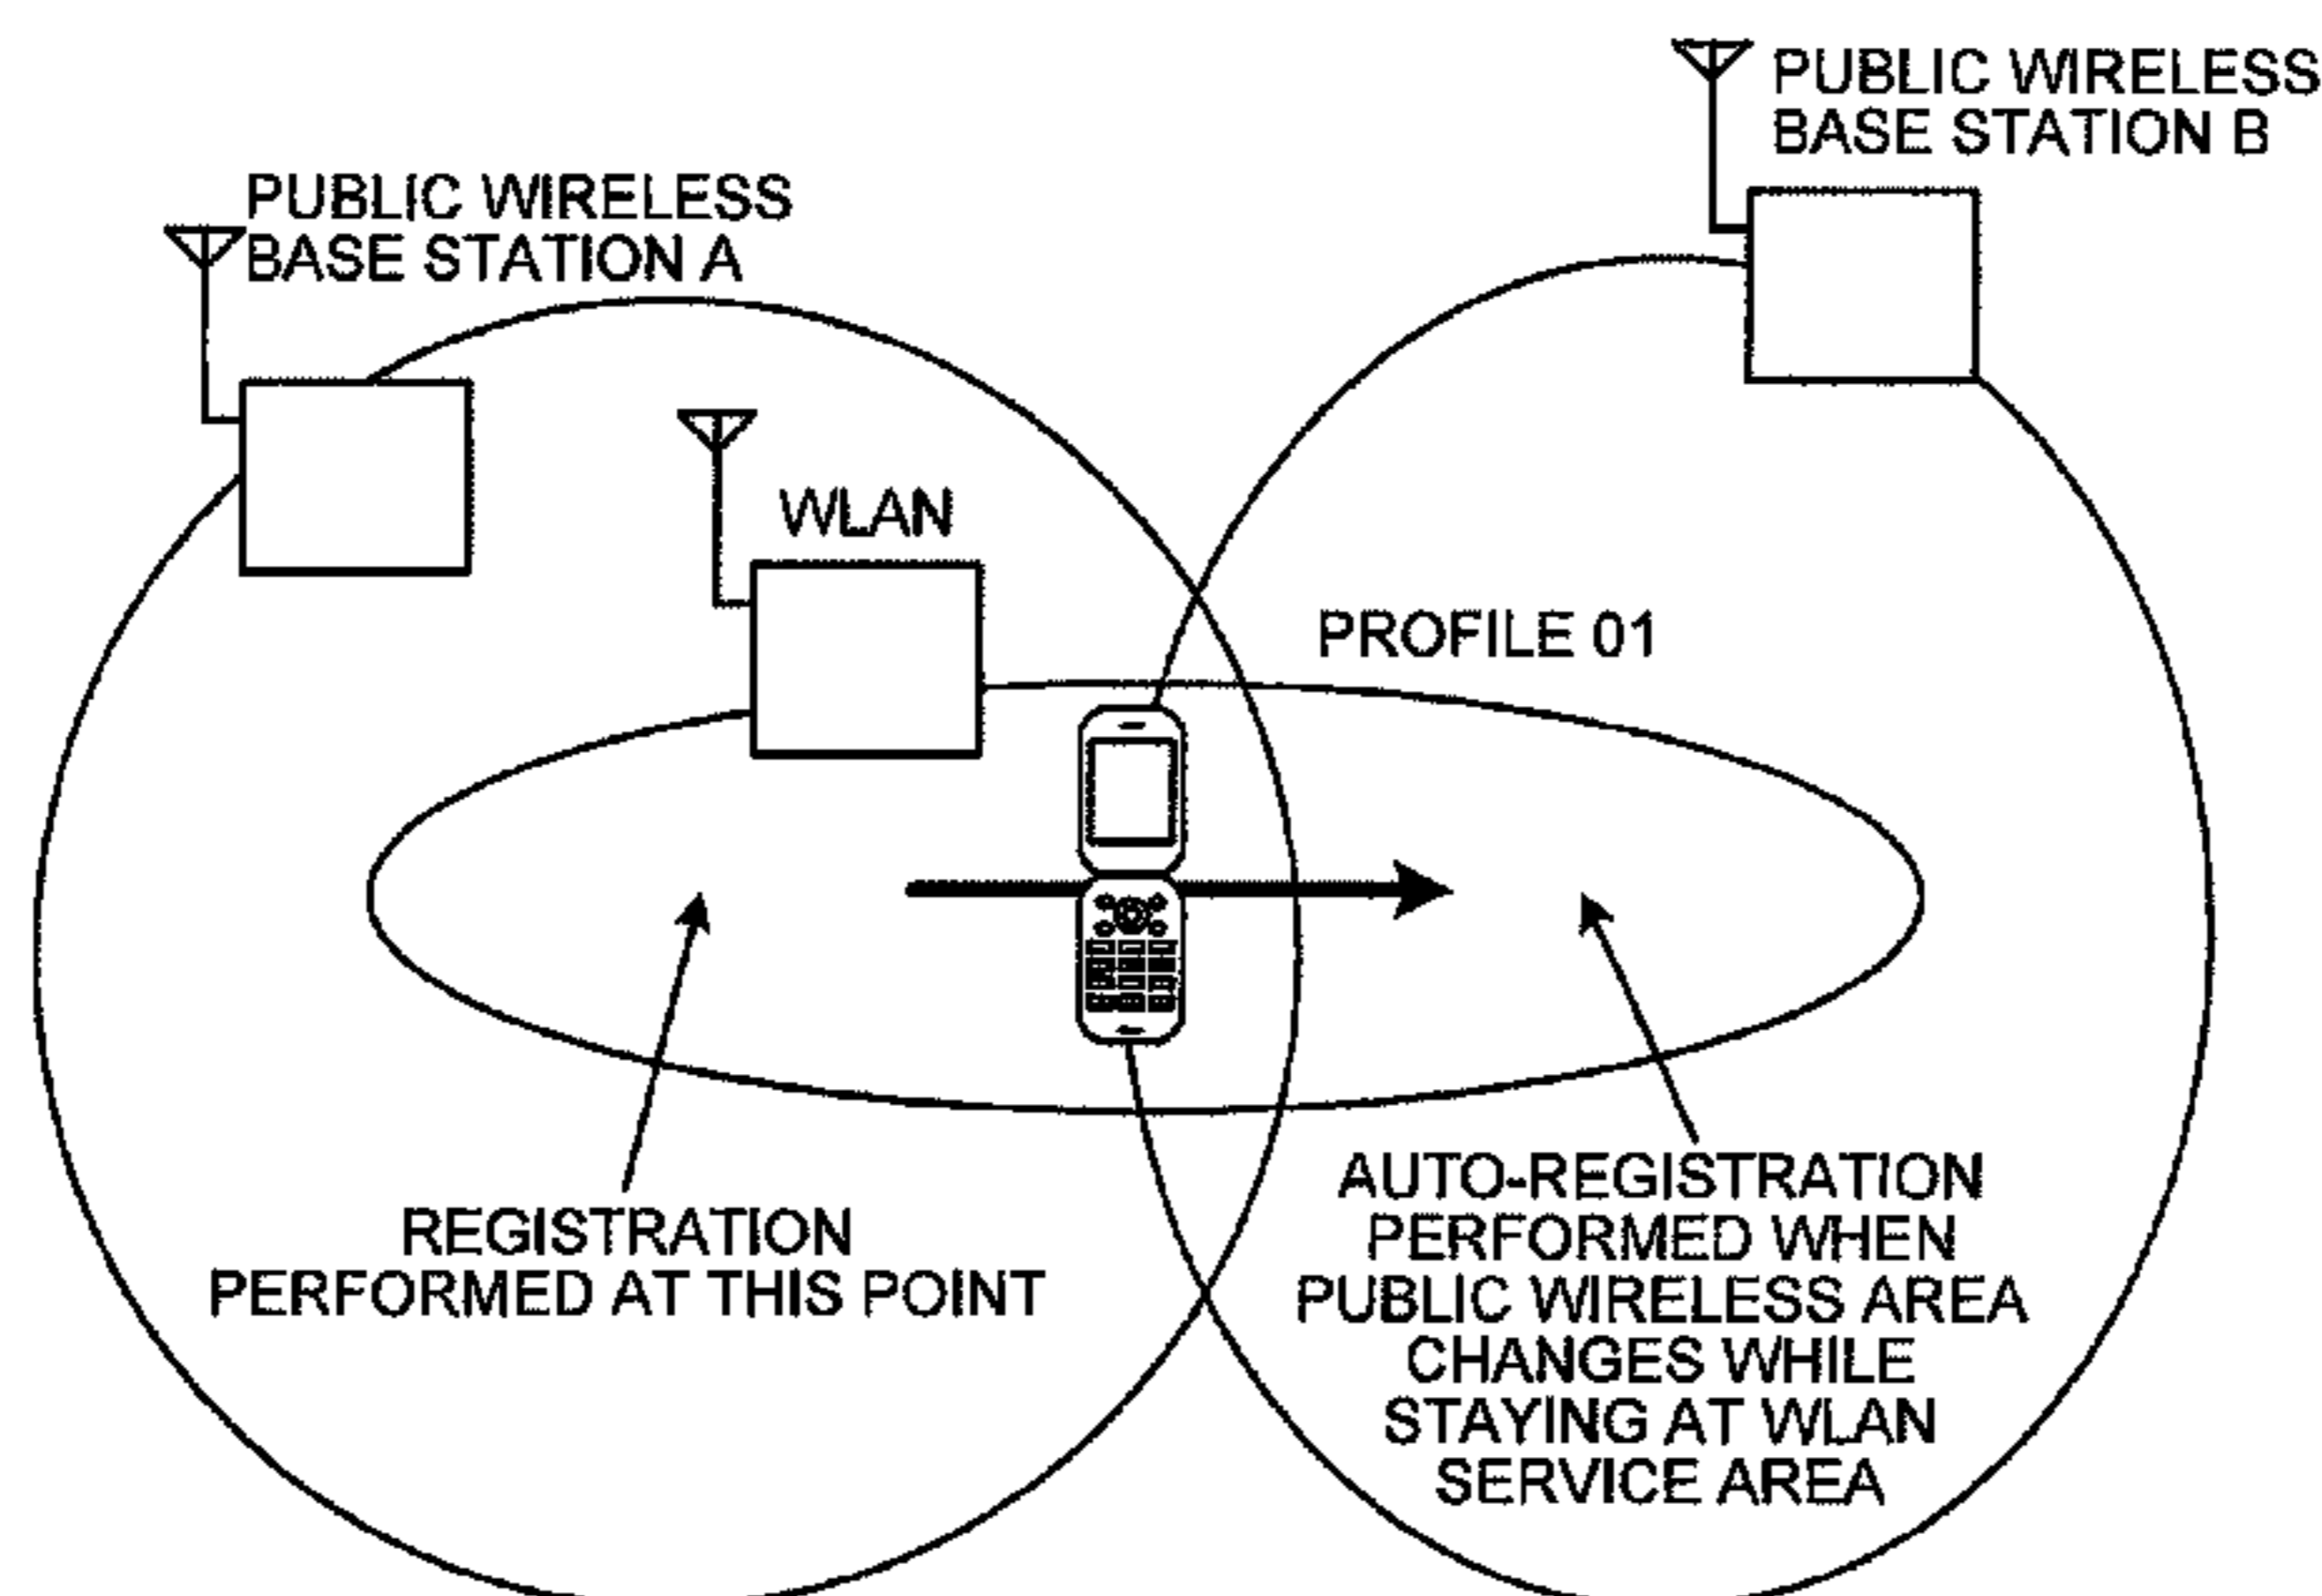 PUBLIC WIRELESS
BASE STATION B
PUBLIC WIRELESS
BASE STATION A
WLAN
PROFILE 01
REGISTRATION
PERFORMED AT THIS POINT
AUTO-REGISTRATION
PERFORMED WHEN
PUBLIC WIRELESS AREA
CHANGES WHILE
STAYING AT WLAN
SERVICE AREA